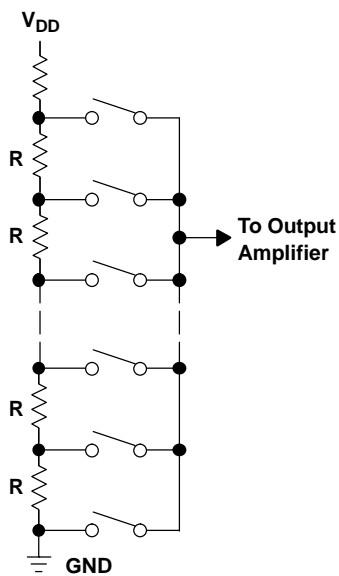 VDD
R
R
To Output
Amplifier
R
R
GND